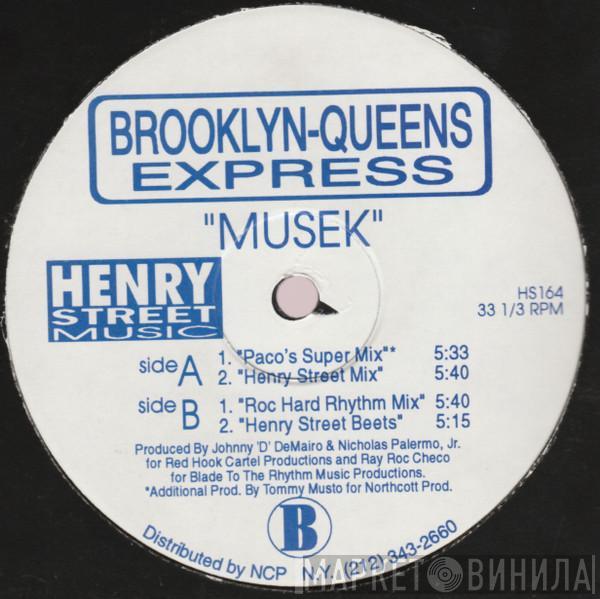 BROOKLYN-QUEENS
EXPRESS
"MUSEK"
HENRY
STREET
MUSIC
HS164
33 1/3 RPM
side A
1. "Paco's Super Mix"* 5:33
2. "Henry Street Mix" 5:40
side B
1. "Roc Hard Rhythm Mix" 5:40
2. "Henry Street Beets" 5:15
Produced By Johnny 'D' DeMairo & Nicholas Palermo, Jr.
for Red Hook Cartel Productions and Ray Roc Checo
for Blade To The Rhythm Music Productions.
*Additional Prod. By Tommy Musto for Northcott Prod.
B
Distributed by NCP N.Y. (212) 343-2660
МАРКЕТ ВИНИЛА